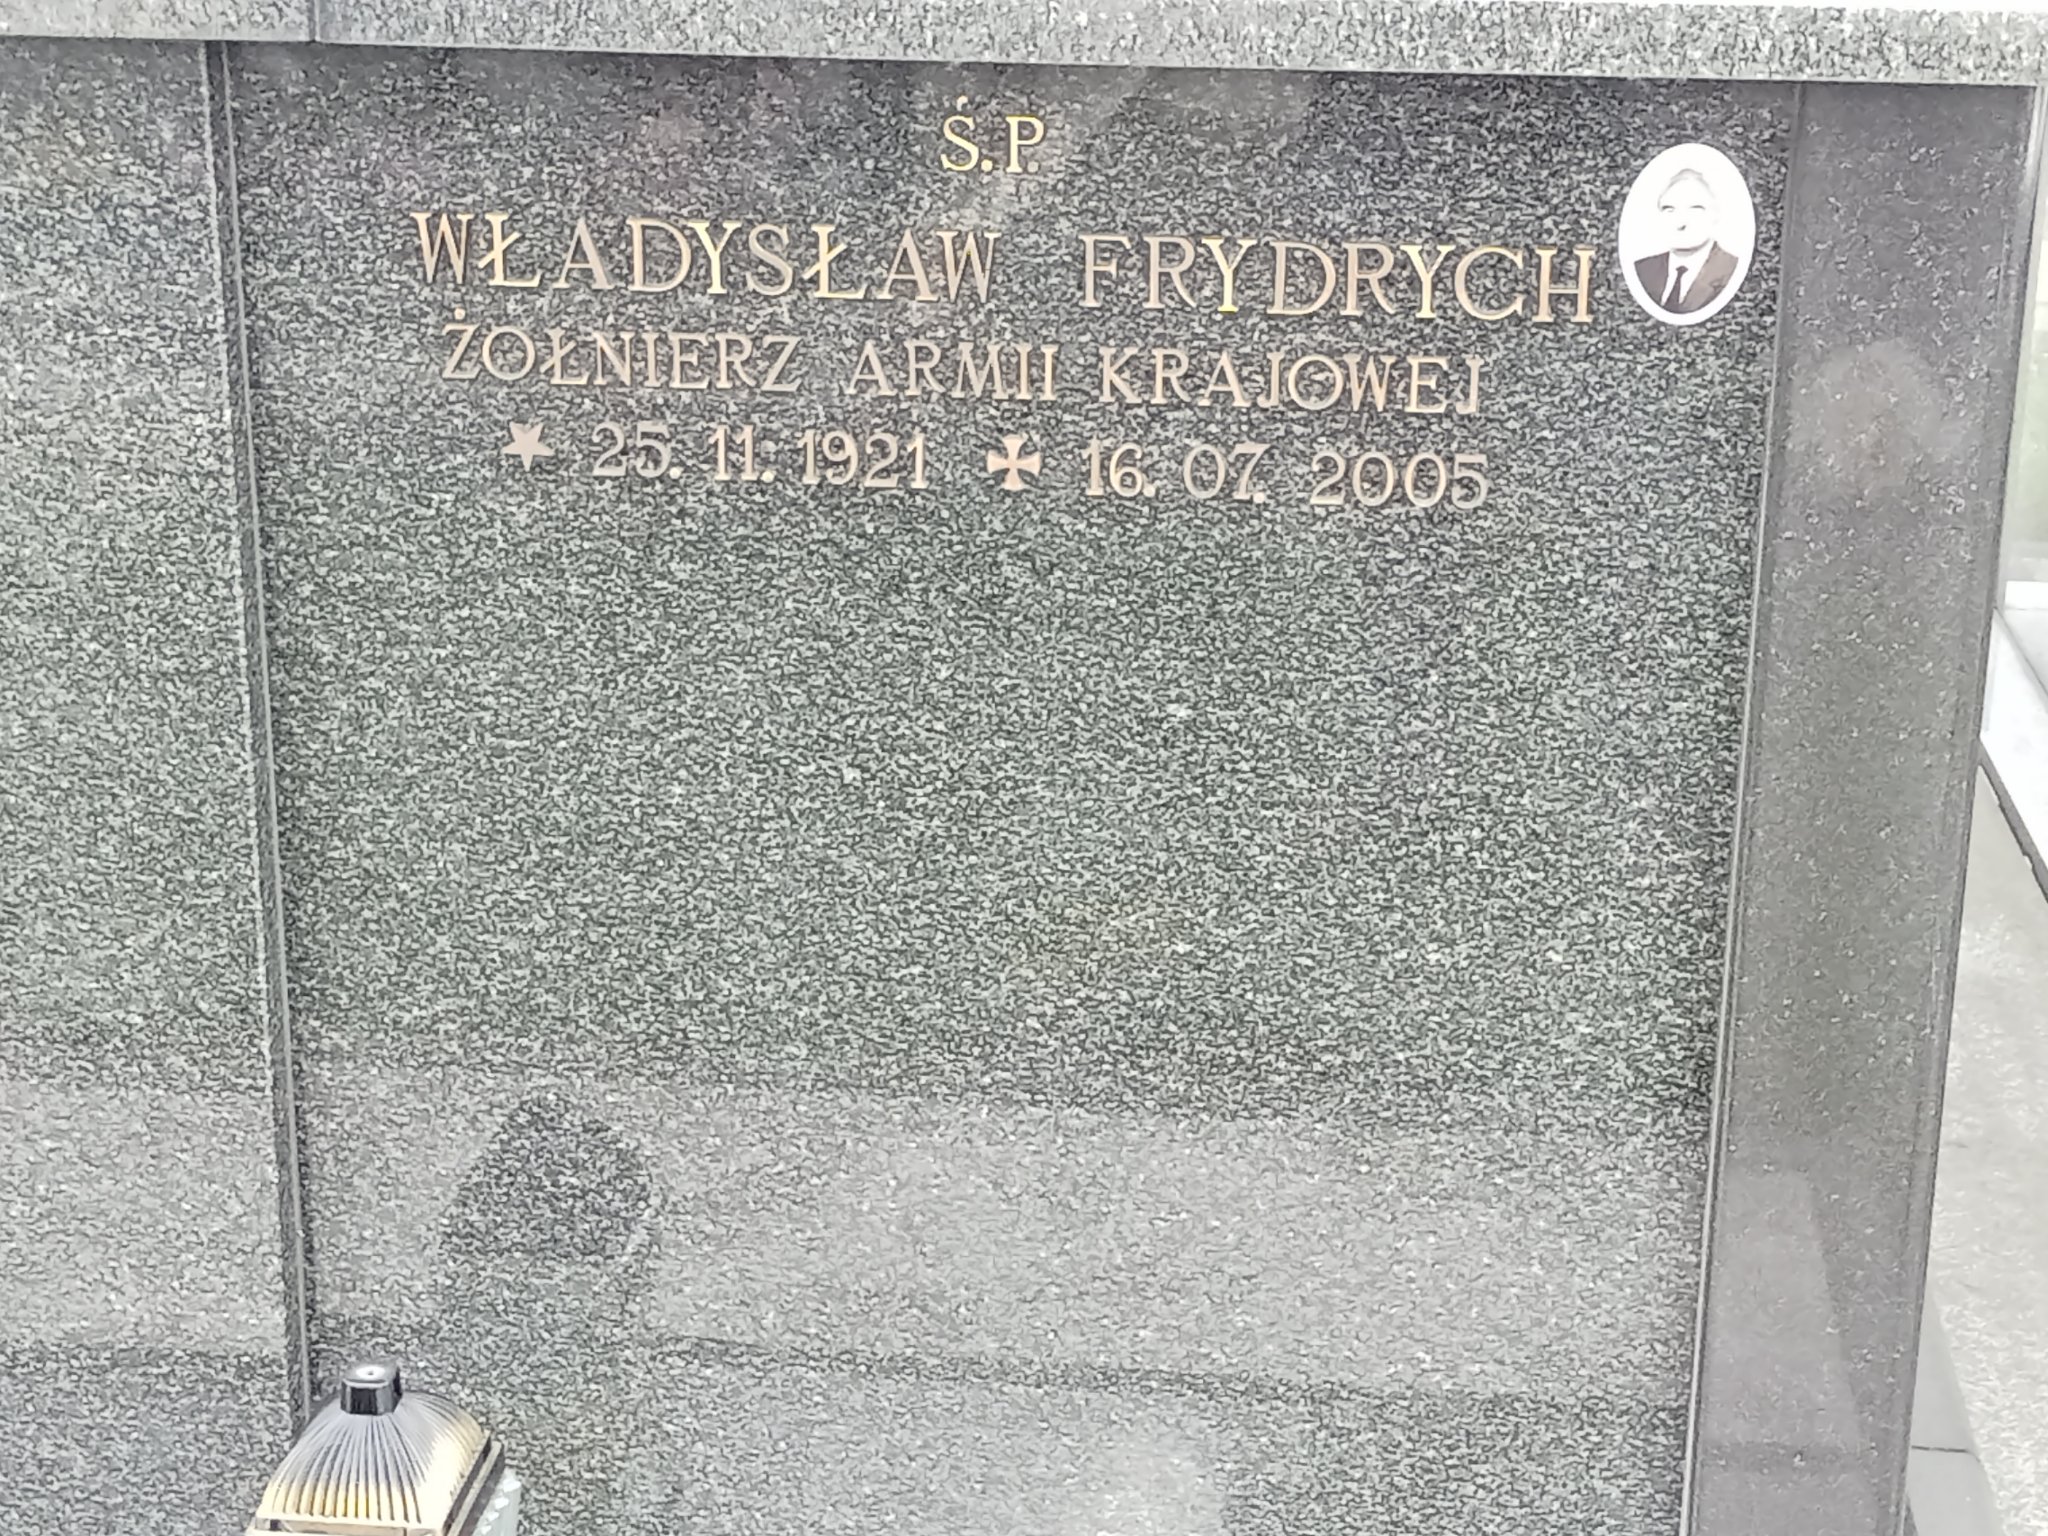 Ś.P.
WŁADYSŁAW FRYDRYCH
ŻOŁNIERZ ARMII KRAJOWEJ
★ 25. 11. 1921 ✠ 16. 07. 2005